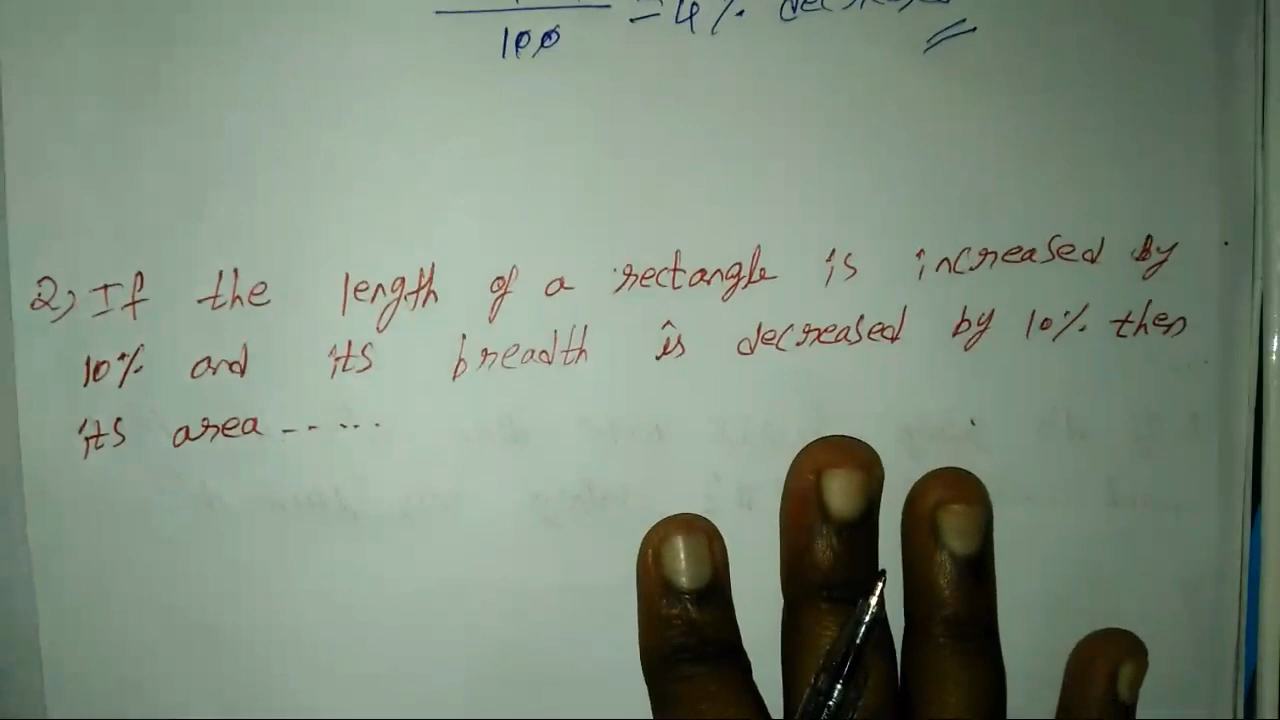 100 = 4% decreased
2) If the length of a rectangle is increased by
10% and its breadth is decreased by 10% then
its area -- ...